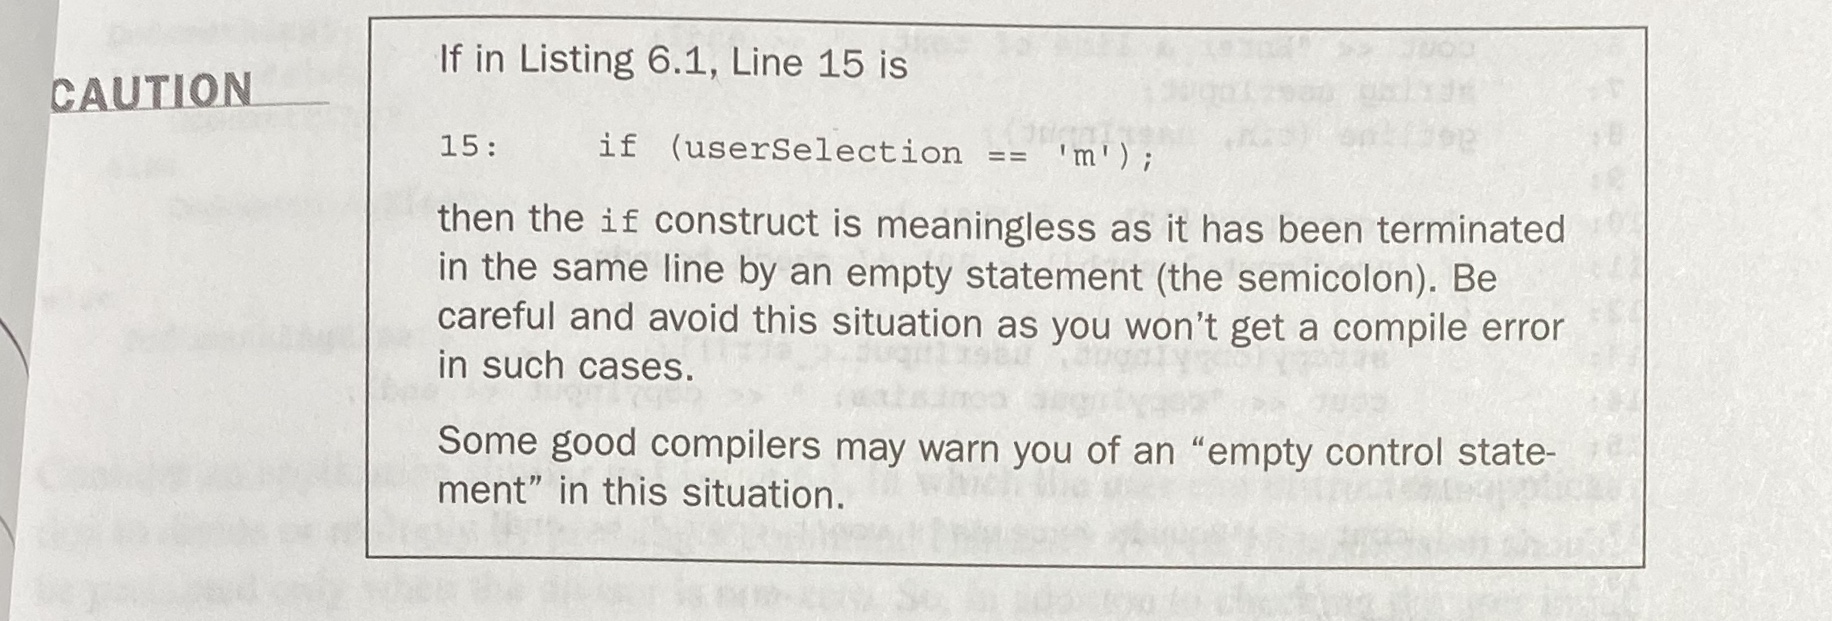 CAUTION
If in Listing 6.1, Line 15 is
15: if (userSelection == 'm');
then the if construct is meaningless as it has been terminated
in the same line by an empty statement (the semicolon). Be
careful and avoid this situation as you won't get a compile error
in such cases.
Some good compilers may warn you of an “empty control state-
ment” in this situation.